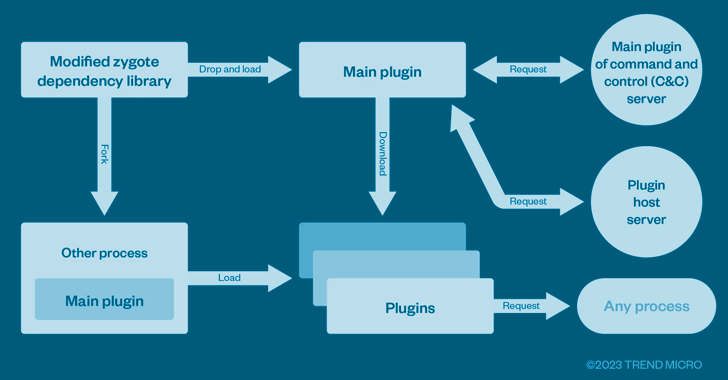 Modified zygote
dependency library
Drop and load
Main plugin
Request
Main plugin
of command and
control (C&C)
server
Fork
Download
Request
Plugin
host
server
Other process
Main plugin
Load
Plugins
Request
Any process
©2023 TREND MICRO